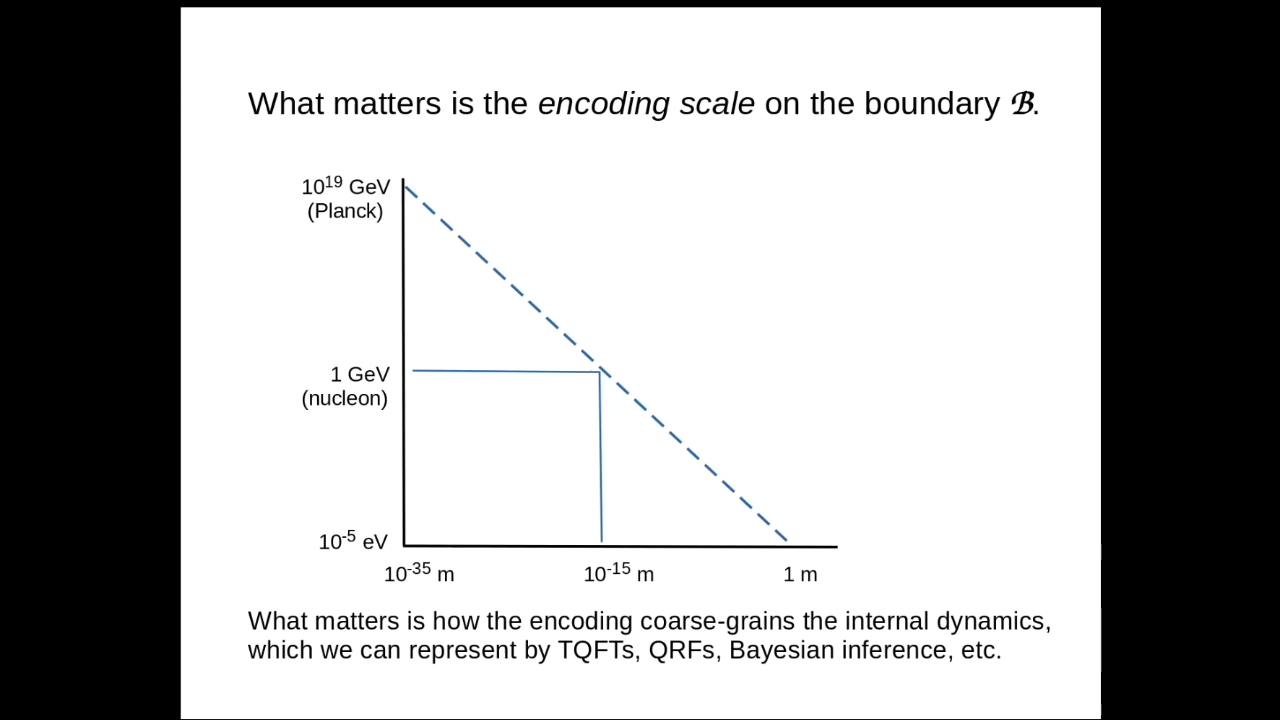 What matters is the encoding scale on the boundary ℬ.
10¹⁹ GeV
(Planck)
1 GeV
(nucleon)
10⁻⁵ eV
10⁻³⁵ m
10⁻¹⁵ m
1 m
What matters is how the encoding coarse-grains the internal dynamics,
which we can represent by TQFTs, QRFs, Bayesian inference, etc.